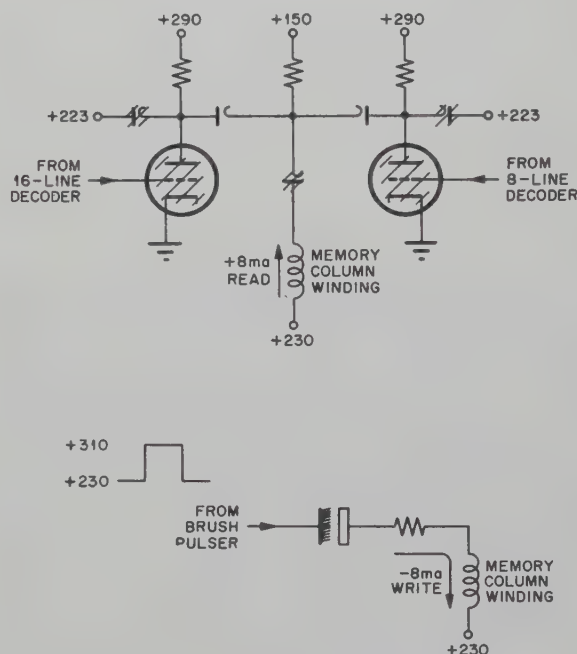 +290
+150
+290
+223
+223
FROM
16-LINE
DECODER
FROM
8-LINE
DECODER
+8ma
READ
MEMORY
COLUMN
WINDING
+230
+310
+230
FROM
BRUSH
PULSER
-8ma
WRITE
MEMORY
COLUMN
WINDING
+230